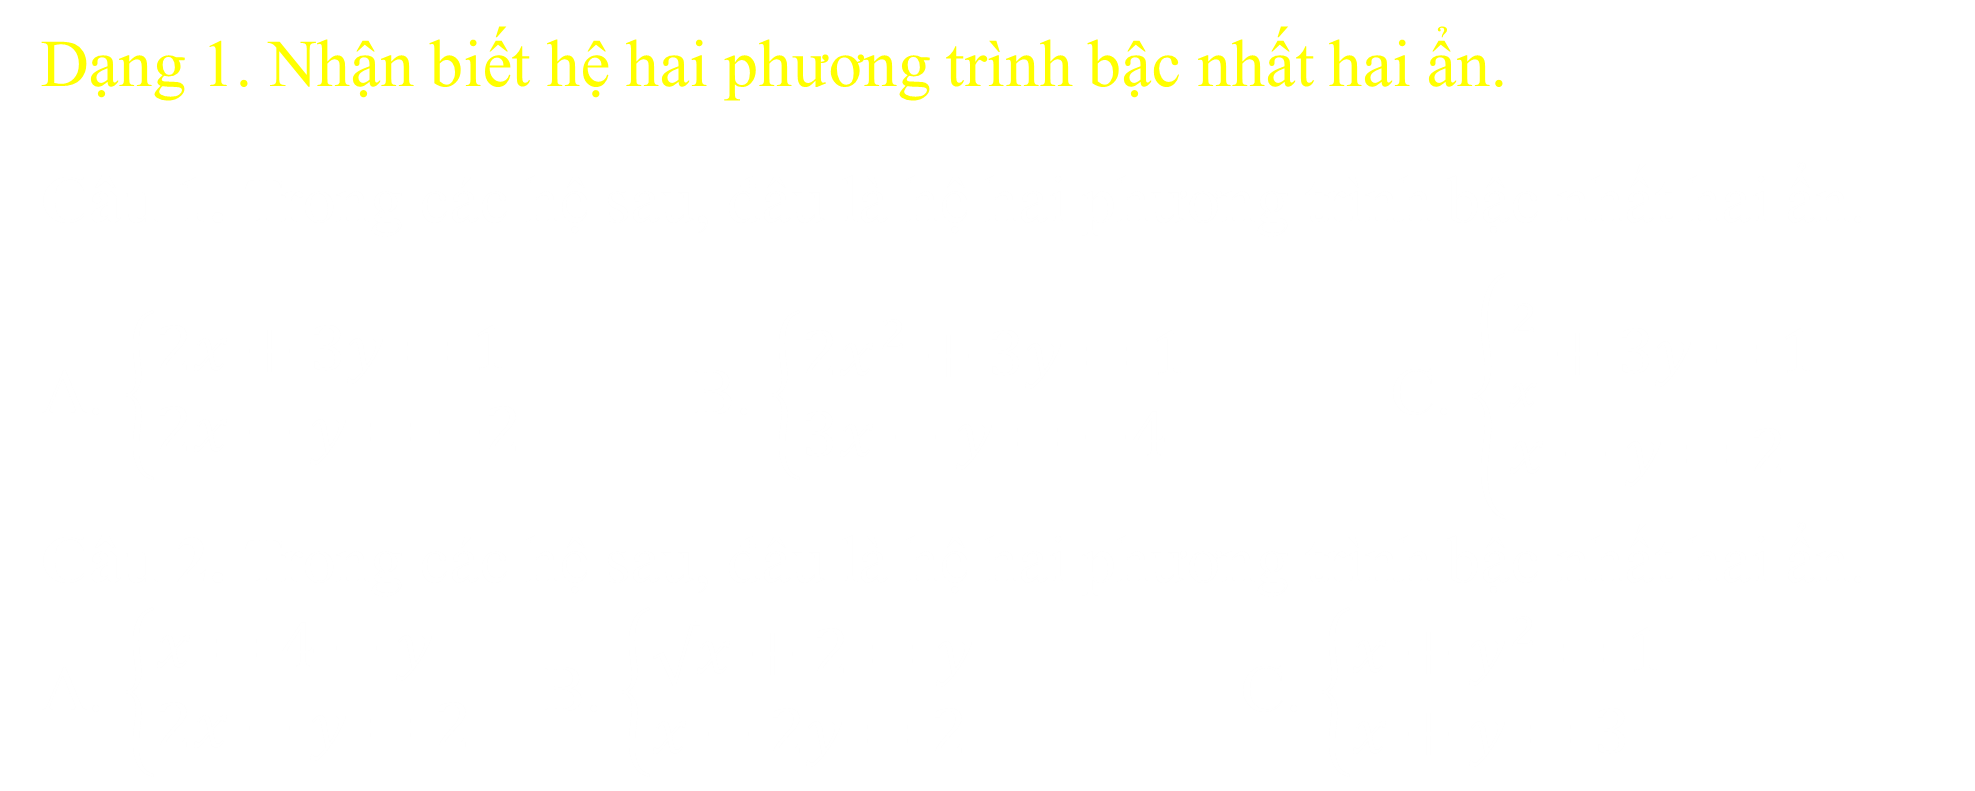 Dạng 1. Nhận biết hệ hai phương trình bậc nhất hai ẩn.